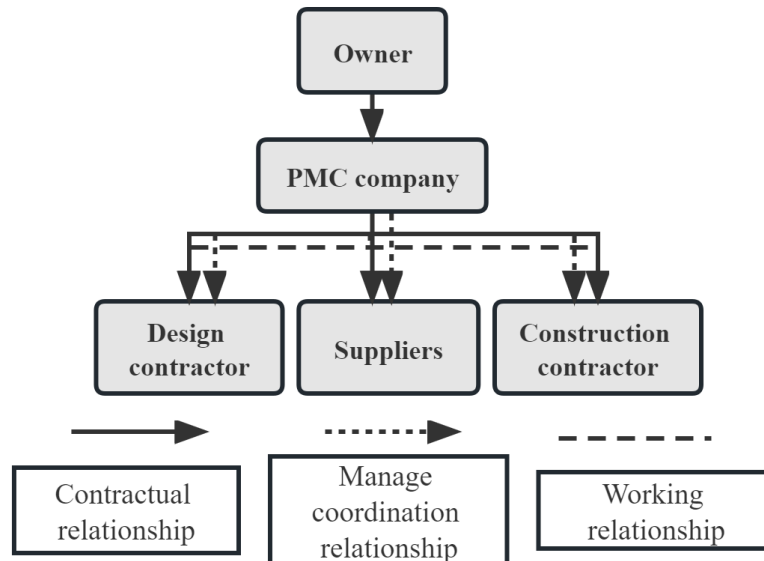 Owner
PMC company
Design
contractor
Suppliers
Construction
contractor
Contractual
relationship
Manage
coordination
relationship
Working
relationship